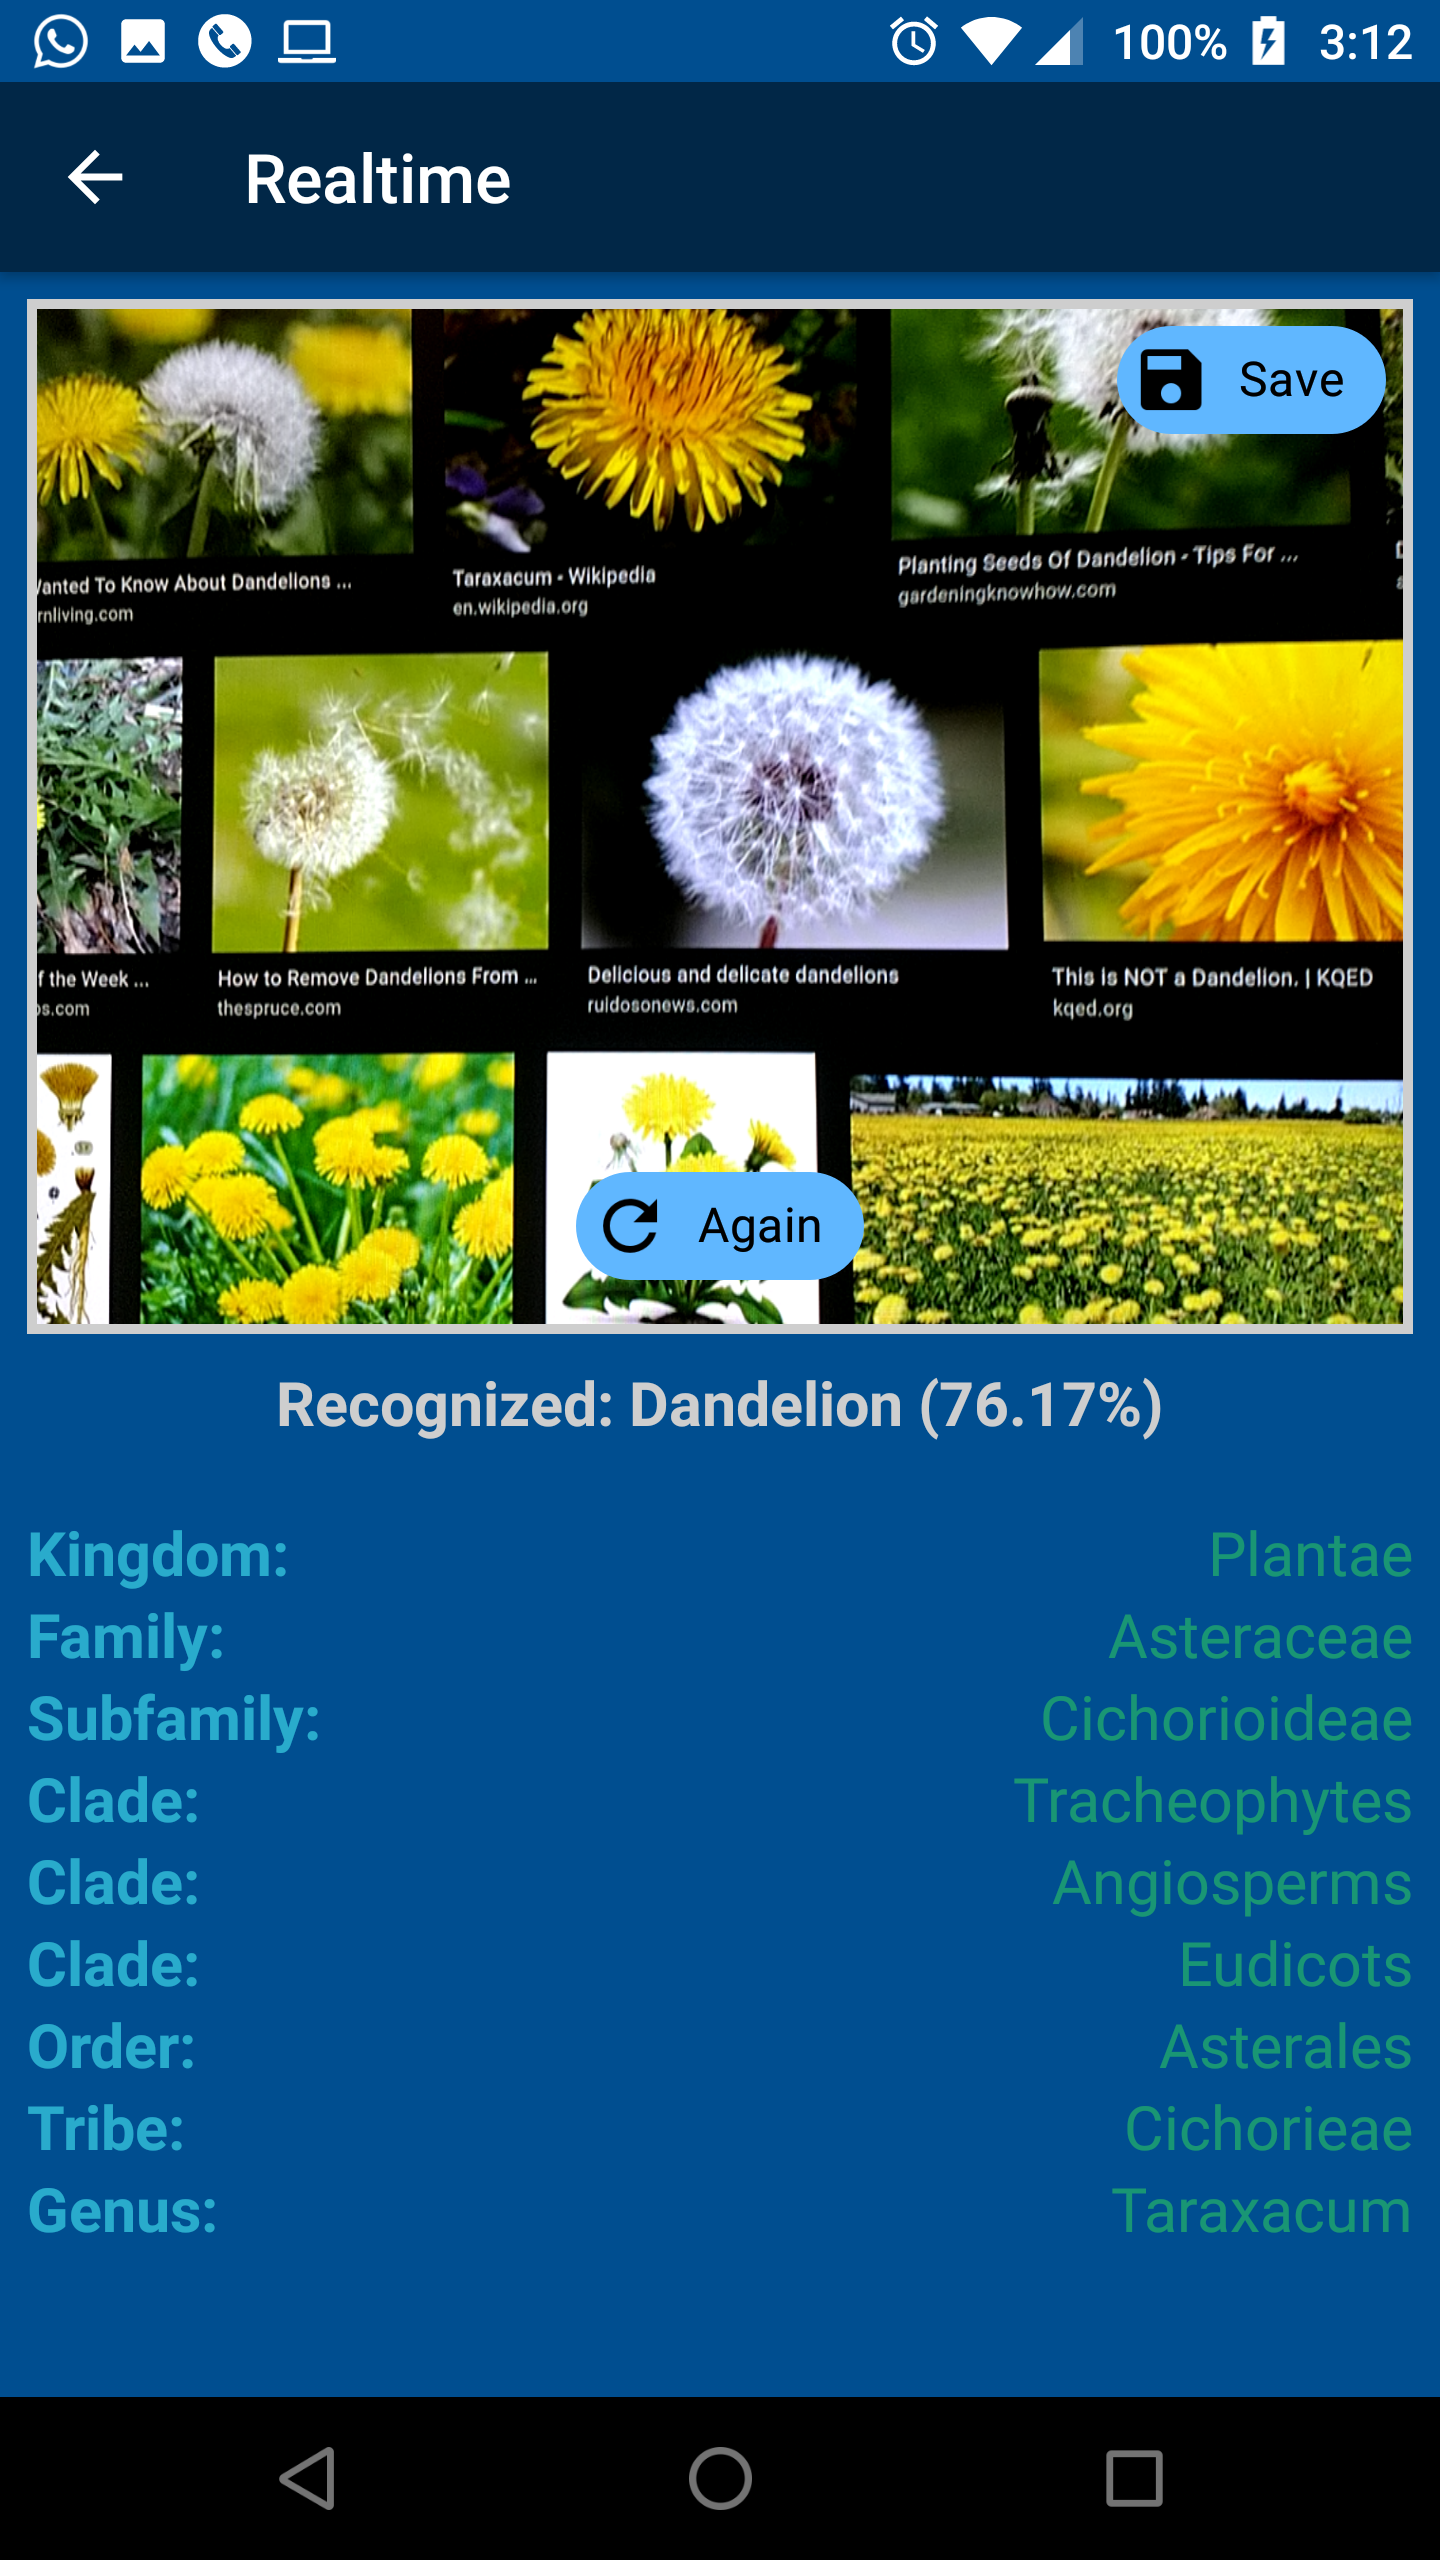 100% 3:12
Realtime
Save
Wanted To Know About Dandelions ...
rnliving.com
Taraxacum - Wikipedia
en.wikipedia.org
Planting Seeds Of Dandelion - Tips For ...
gardeningknowhow.com
f the Week ...
os.com
How to Remove Dandelions From ...
thespruce.com
Delicious and delicate dandelions
ruidosonews.com
This is NOT a Dandelion. | KQED
kqed.org
Again
Recognized: Dandelion (76.17%)
Kingdom: Plantae
Family: Asteraceae
Subfamily: Cichorioideae
Clade: Tracheophytes
Clade: Angiosperms
Clade: Eudicots
Order: Asterales
Tribe: Cichorieae
Genus: Taraxacum